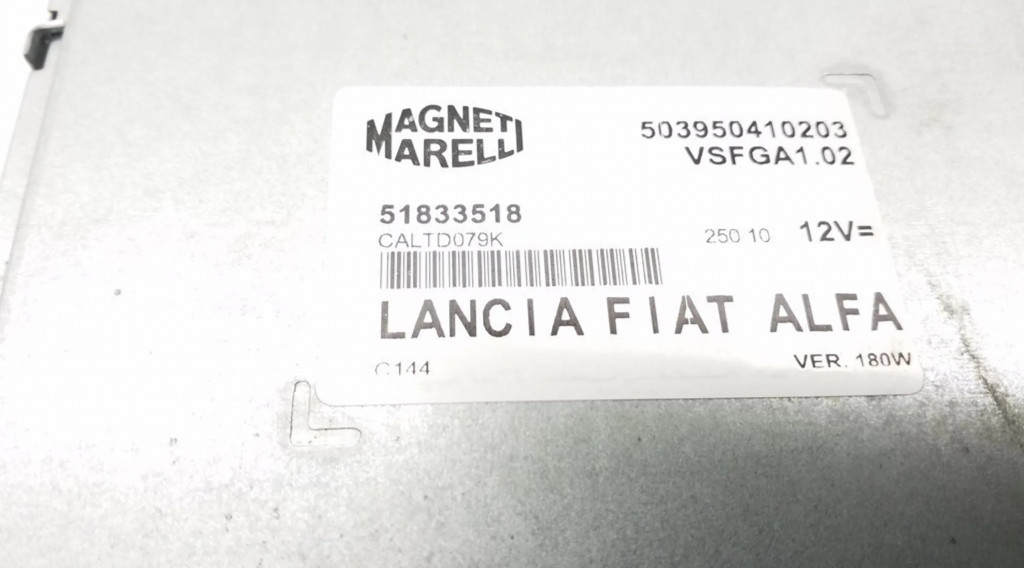 MAGNETI
MARELLI
503950410203
VSFGA1.02
51833518
CALTD079K
250 10 12V=
LANCIA FIAT ALFA
C144
VER. 180W